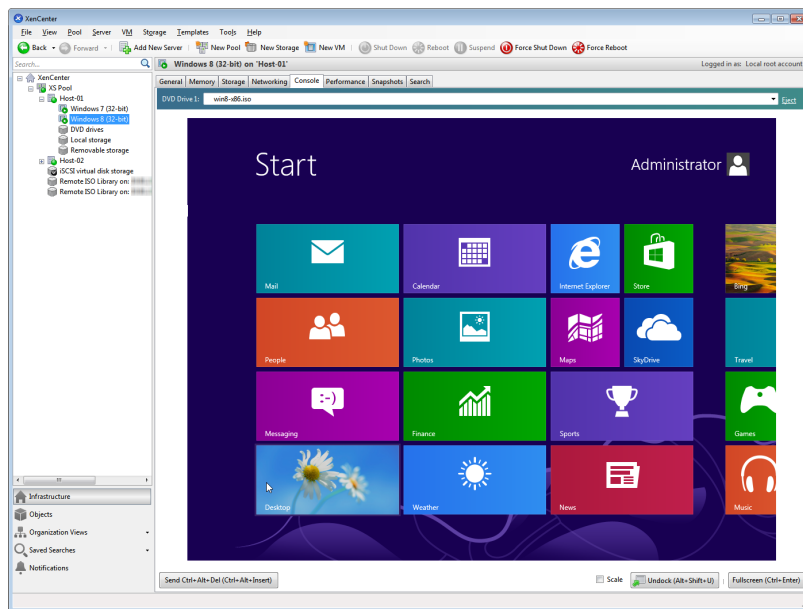 XenCenter
File View Pool Server VM Storage Templates Tools Help
Back Forward Add New Server New Pool New Storage New VM Shut Down Reboot Suspend Force Shut Down Force Reboot
Search...
Windows 8 (32-bit) on 'Host-01' Logged in as: Local root account
General Memory Storage Networking Console Performance Snapshots Search
DVD Drive 1: win8-x86.iso Eject
XenCenter
XS Pool
Host-01
Windows 7 (32-bit)
Windows 8 (32-bit)
DVD drives
Local storage
Removable storage
Host-02
iSCSI virtual disk storage
Remote ISO Library on:
Remote ISO Library on:
Infrastructure
Objects
Organization Views
Saved Searches
Notifications
Start Administrator
Mail Calendar Internet Explorer Store Bing
People Photos Maps SkyDrive Travel
Messaging Finance Sports Games
Desktop Weather News Music
Send Ctrl+Alt+Del (Ctrl+Alt+Insert) Scale Undock (Alt+Shift+U) Fullscreen (Ctrl+Enter)